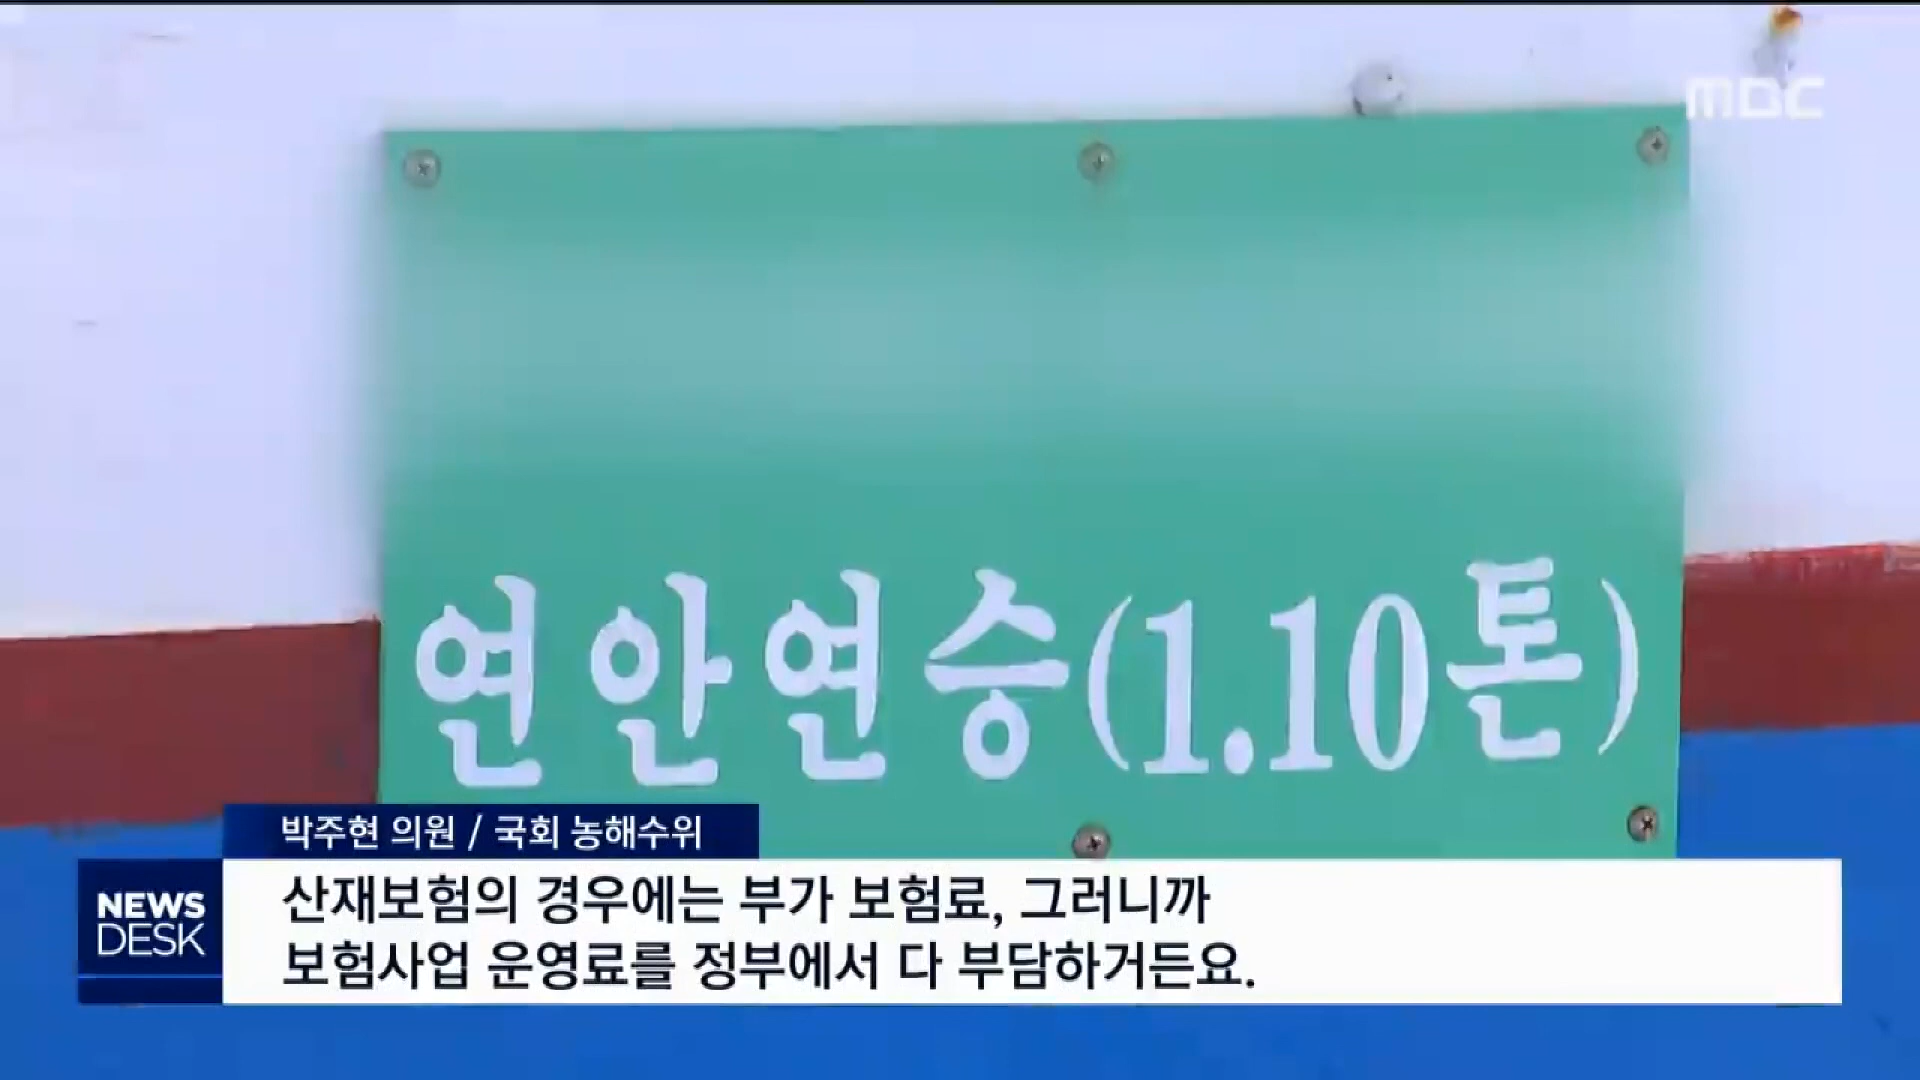 MBC
연안연승(1.10톤)
박주현 의원 / 국회 농해수위
NEWS
DESK
산재보험의 경우에는 부가 보험료, 그러니까
보험사업 운영료를 정부에서 다 부담하거든요.